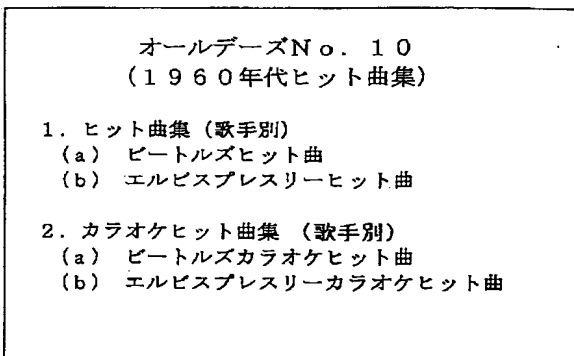 オールデーズNo. 10
(1960年代ヒット曲集)
1. ヒット曲集 (歌手別)
(a) ビートルズヒット曲
(b) エルビスプレスリーヒット曲
2. カラオケヒット曲集 (歌手別)
(a) ビートルズカラオケヒット曲
(b) エルビスプレスリーカラオケヒット曲